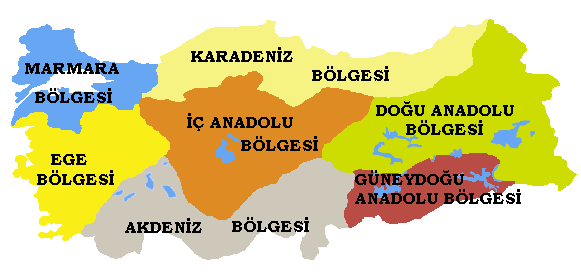 MARMARA
BÖLGESİ
KARADENİZ
BÖLGESİ
İÇ ANADOLU
BÖLGESİ
DOĞU ANADOLU
BÖLGESİ
EGE
BÖLGESİ
GÜNEYDOĞU
ANADOLU BÖLGESİ
AKDENİZ BÖLGESİ